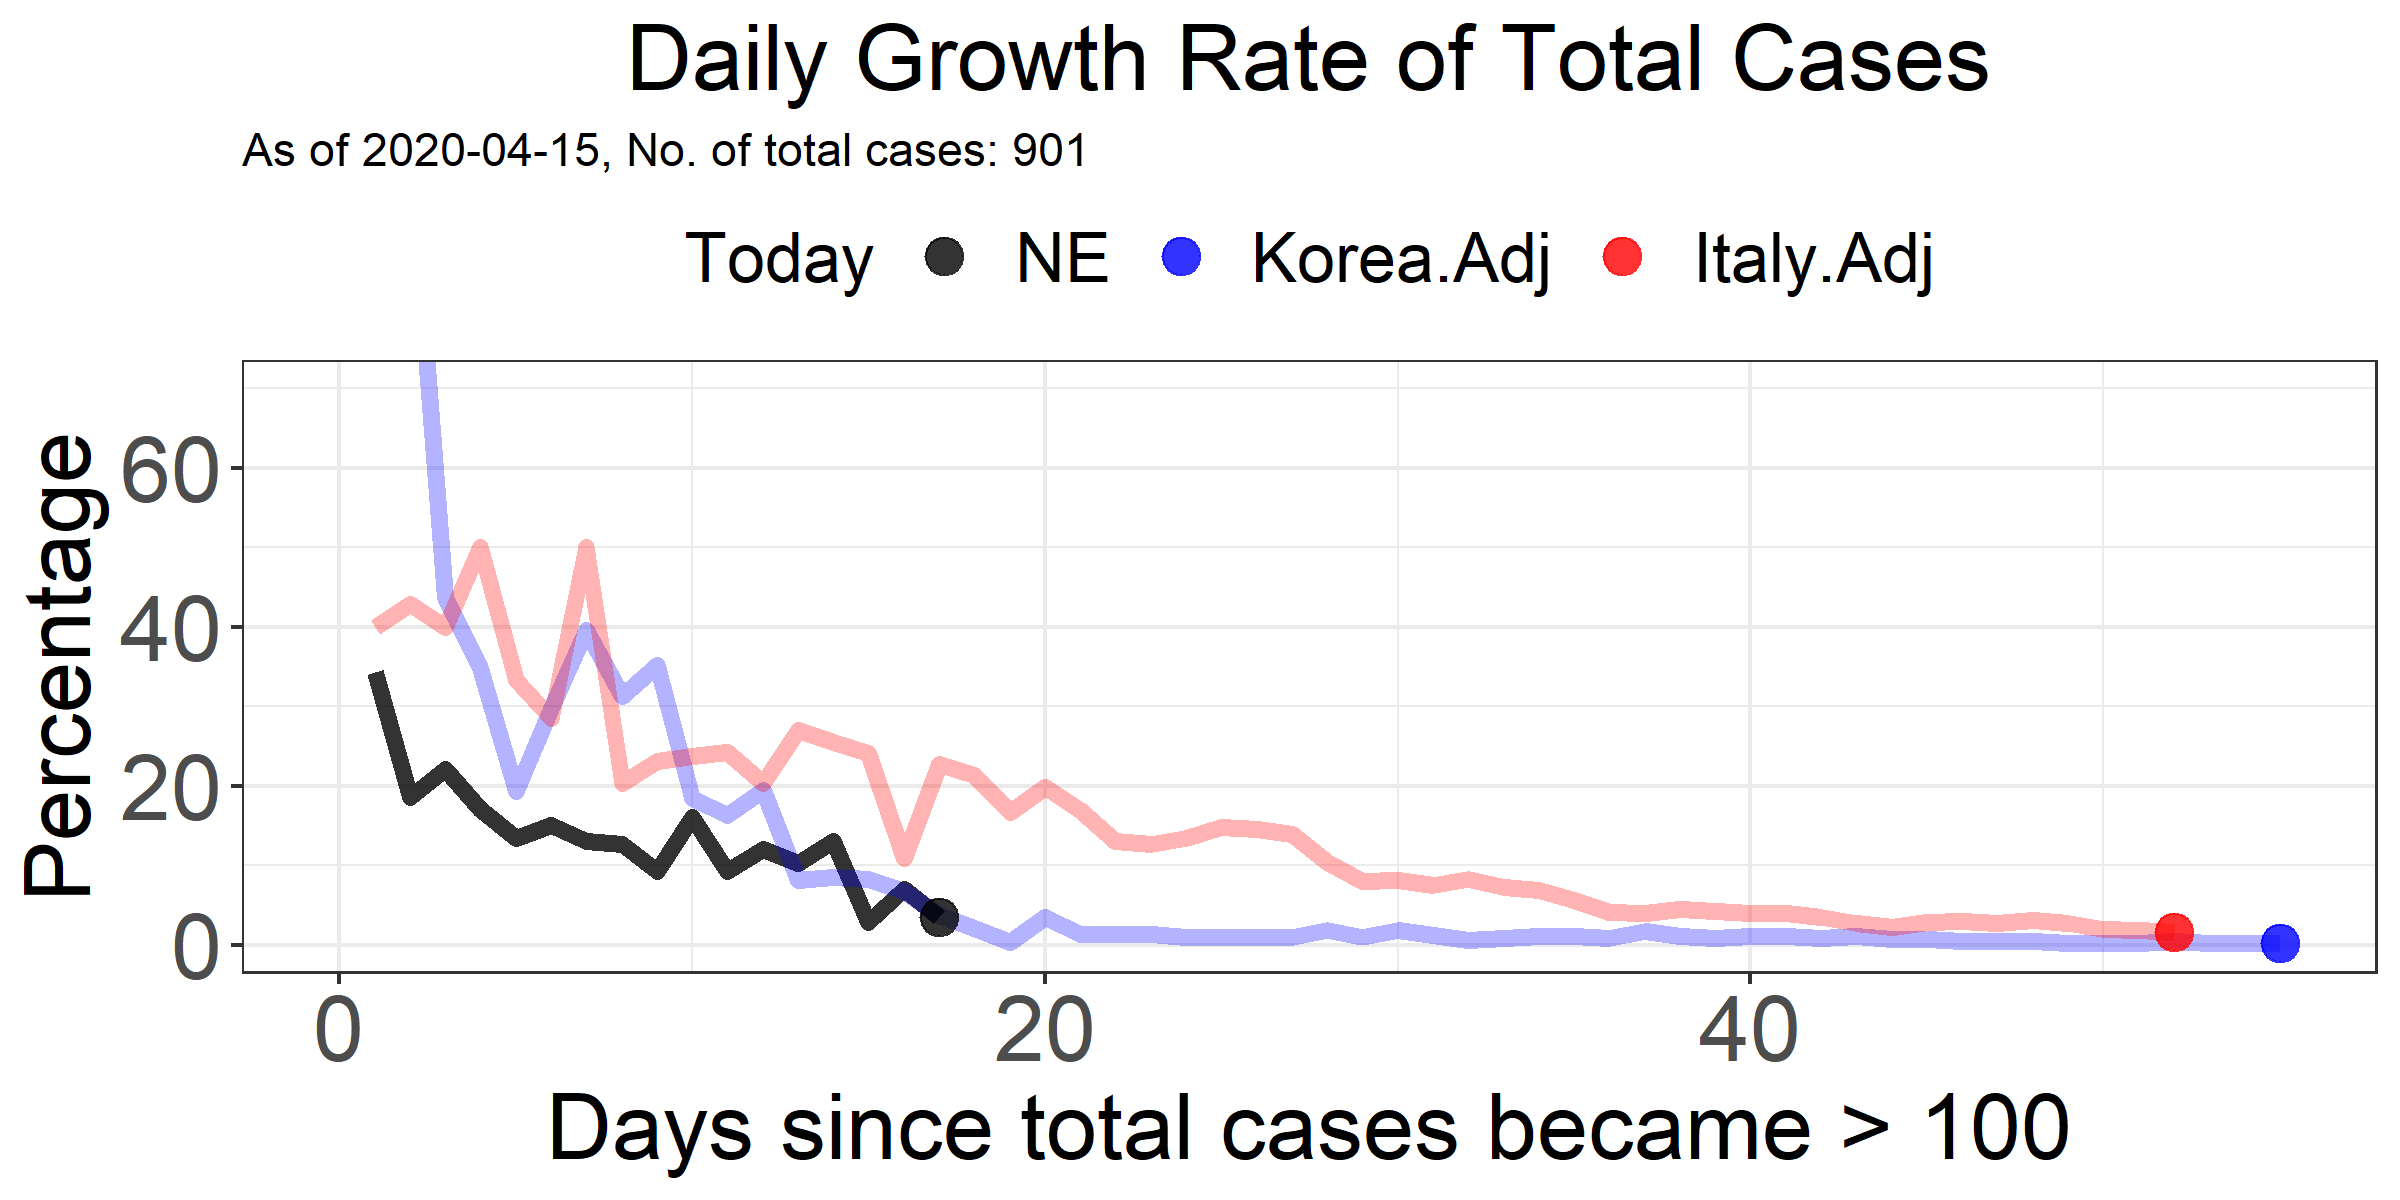 Daily Growth Rate of Total Cases
As of 2020-04-15, No. of total cases: 901
Today NE Korea.Adj Italy.Adj
Percentage
60
40
20
0
0 20 40
Days since total cases became > 100